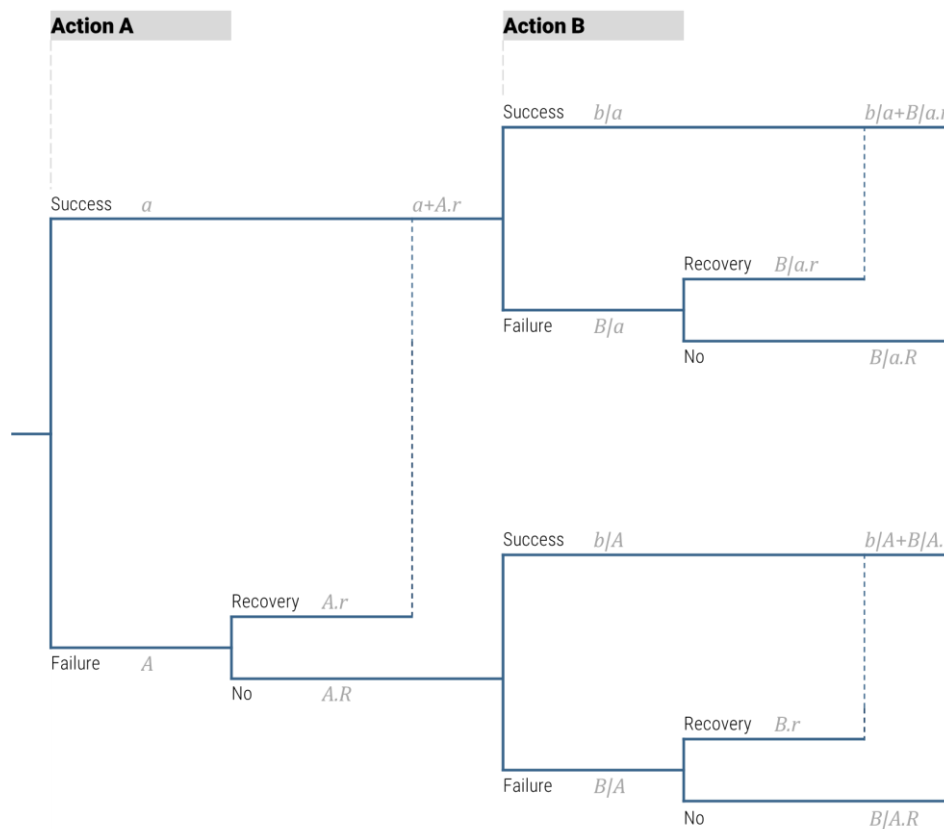 Action A
Action B
Success b|a b|a+B|a.r
Success a a+A.r
Recovery B|a.r
Failure B|a
No B|a.R
Success b|A b|A+B|A.
Recovery A.r
Failure A
No A.R
Recovery B.r
Failure B|A
No B|A.R